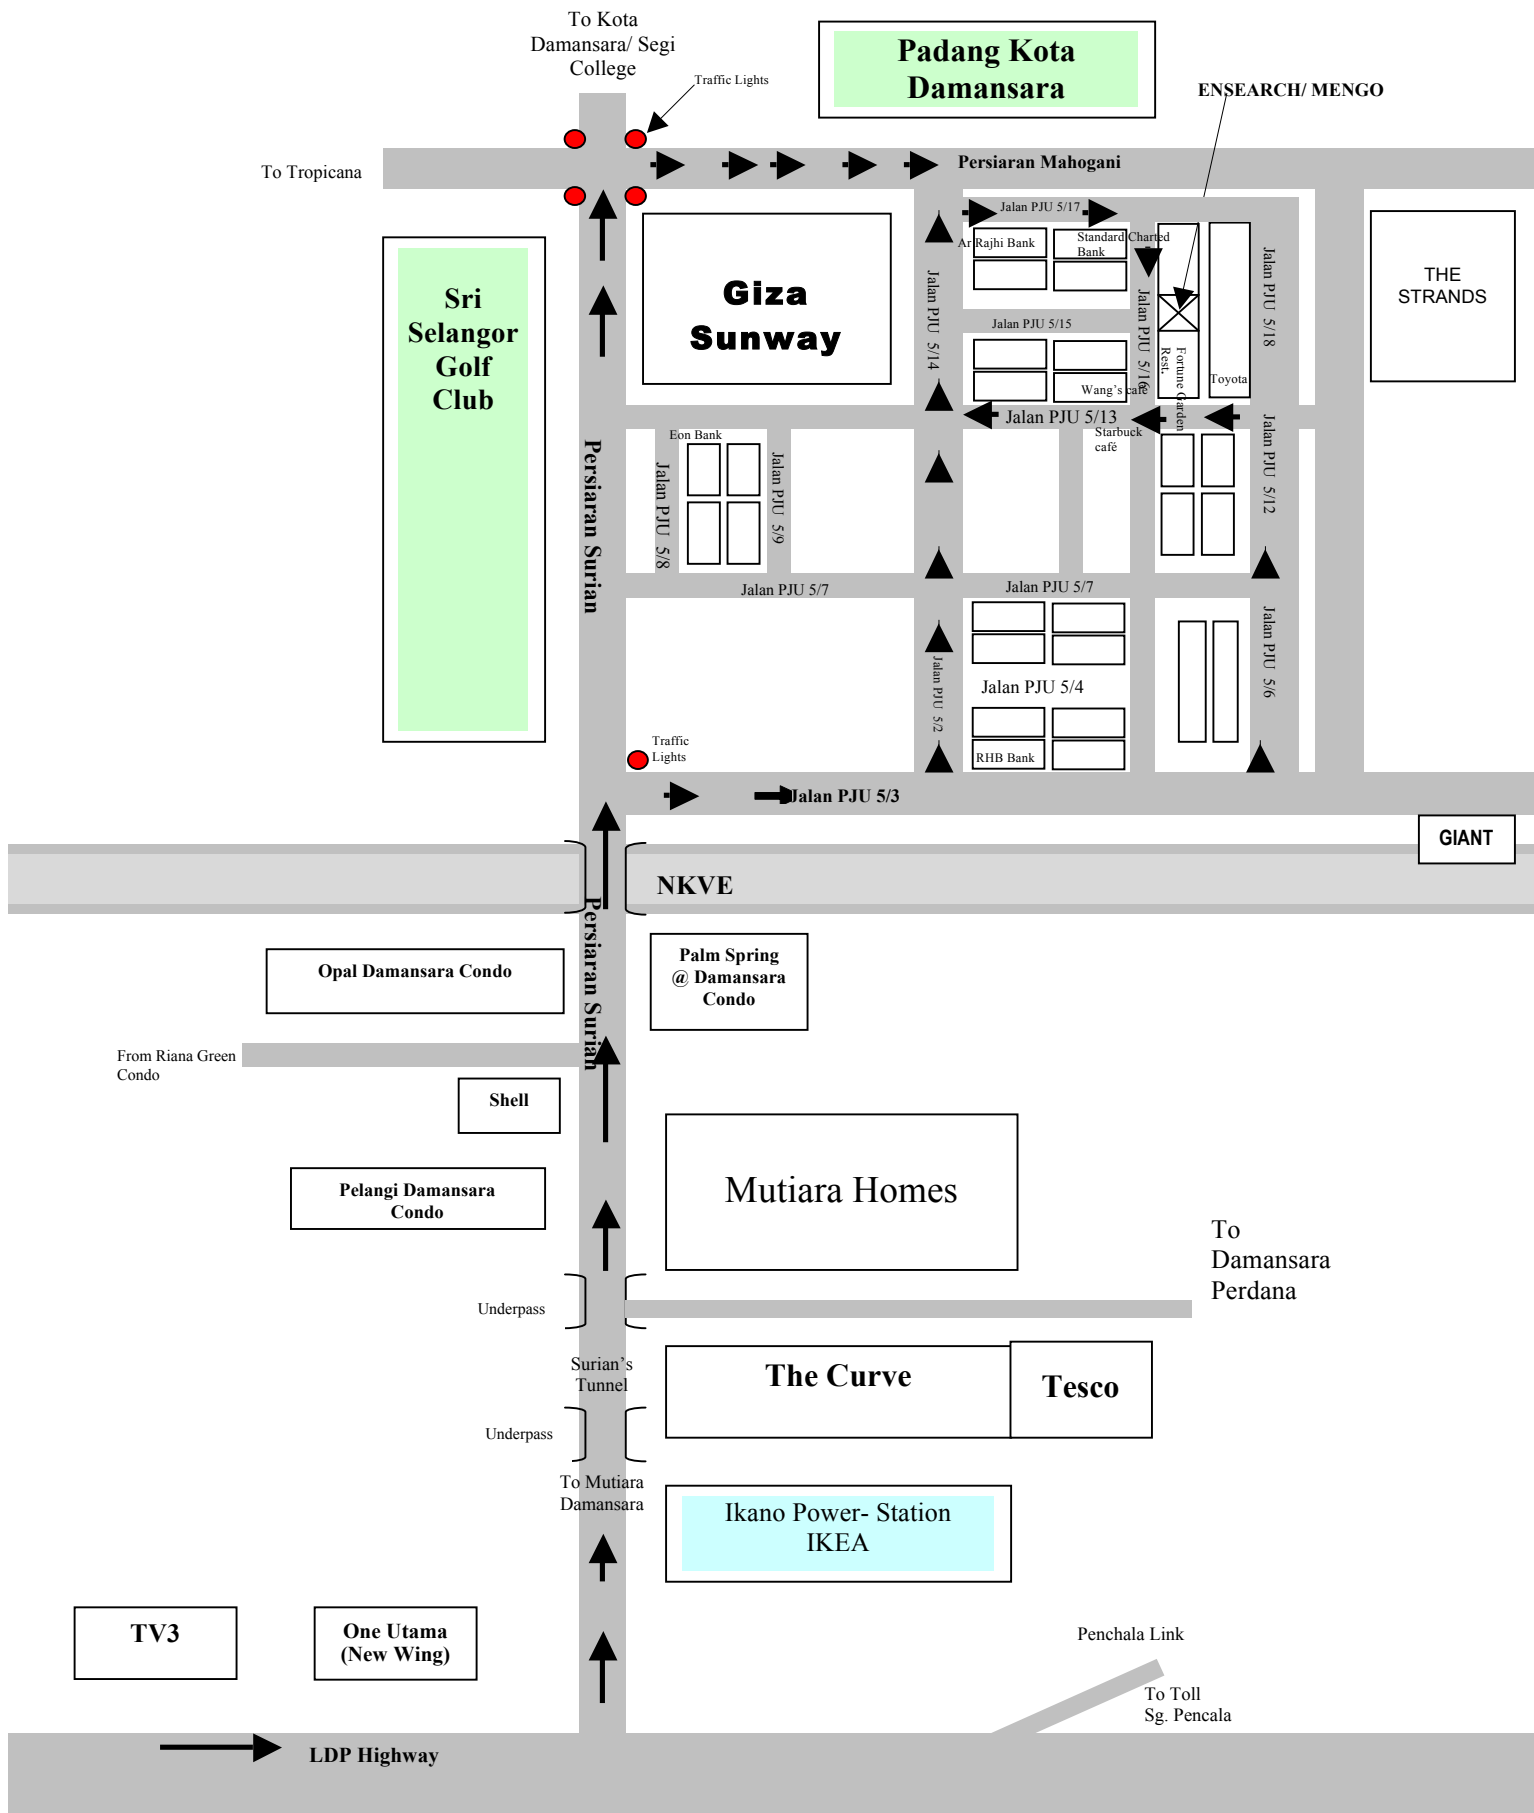 To Kota
Damansara/ Segi
College
Padang Kota
Damansara
Traffic Lights
ENSEARCH/ MENGO
To Tropicana
Persiaran Mahogani
Jalan PJU 5/17
Ar Rajhi Bank
Standard Charted
Bank
Sri
Selangor
Golf
Club
Giza
Sunway
Jalan PJU 5/14
Jalan PJU 5/15
Jalan PJU 5/16
Fortune Garden
Rest.
Jalan PJU 5/18
THE
STRANDS
Toyota
Wang's café
Jalan PJU 5/13
Starbuck
café
Eon Bank
Persiaran Surian
Jalan PJU 5/8
Jalan PJU 5/9
Jalan PJU 5/12
Jalan PJU 5/7
Jalan PJU 5/7
Jalan PJU 5/2
Jalan PJU 5/4
Jalan PJU 5/6
Traffic
Lights
RHB Bank
Jalan PJU 5/3
GIANT
NKVE
Persiaran Surian
Opal Damansara Condo
Palm Spring
@ Damansara
Condo
From Riana Green
Condo
Shell
Mutiara Homes
Pelangi Damansara
Condo
To
Damansara
Perdana
Underpass
Surian's
Tunnel
The Curve
Tesco
Underpass
To Mutiara
Damansara
Ikano Power- Station
IKEA
TV3
One Utama
(New Wing)
Penchala Link
To Toll
Sg. Pencala
LDP Highway